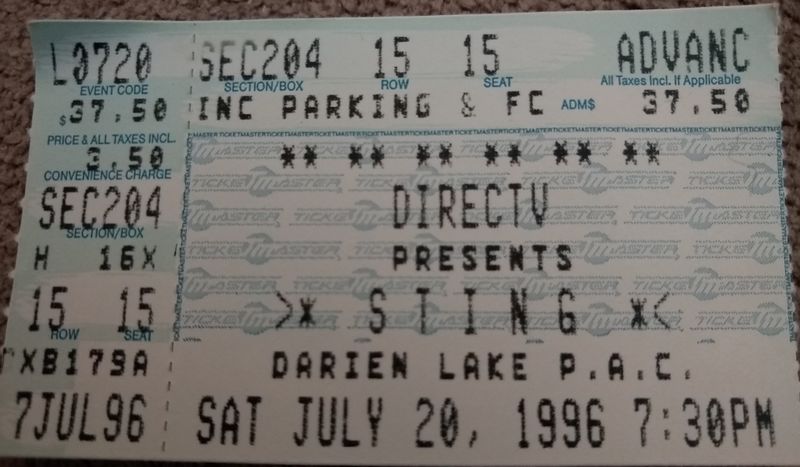 L0720 SEC204 15 15 ADVANC
EVENT CODE SECTION/BOX ROW SEAT All Taxes Incl. If Applicable
$37.50 INC PARKING & FC ADM$ 37.50
PRICE & ALL TAXES INCL.
3.50 ** ** ** ** ** **
CONVENIENCE CHARGE
SEC204 DIRECTV
SECTION/BOX
H 16X PRESENTS
15 15 >* STING *<
ROW SEAT
XB179A DARIEN LAKE P.A.C.
7JUL96 SAT JULY 20, 1996 7:30PM